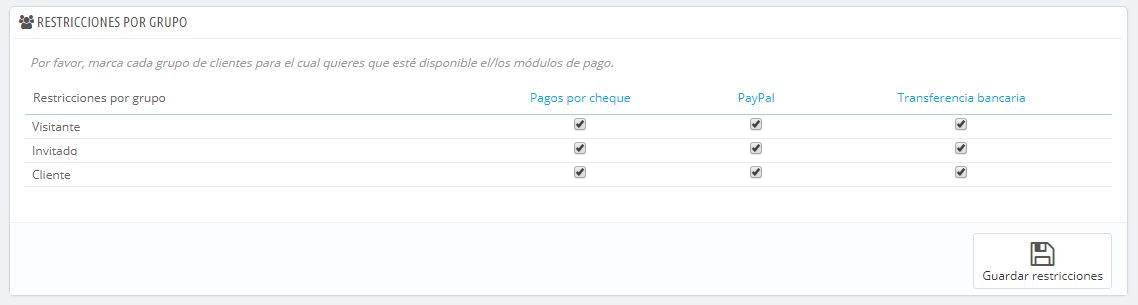 RESTRICCIONES POR GRUPO
Por favor, marca cada grupo de clientes para el cual quieres que esté disponible el/los módulos de pago.
Restricciones por grupo Pagos por cheque PayPal Transferencia bancaria
Visitante
Invitado
Cliente
Guardar restricciones